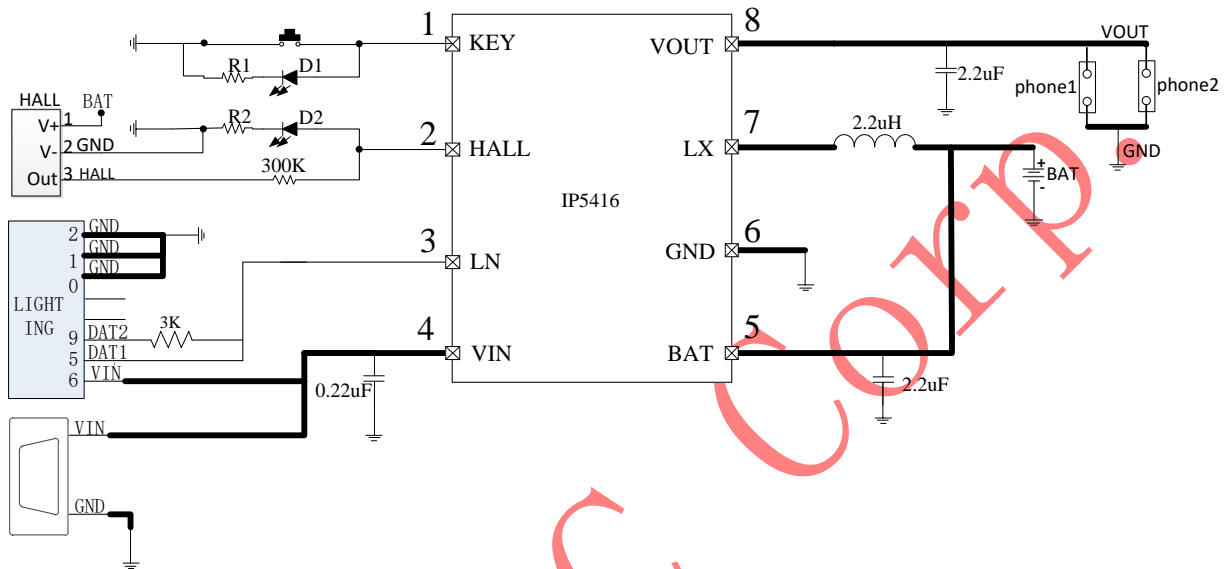 1
KEY
R1
D1
HALL
BAT
V+
1
V-
2
GND
Out
3
HALL
R2
D2
300K
2
HALL
LIGHT
ING
2
GND
1
GND
GND
0
9
DAT2
5
DAT1
6
VIN
3K
3
LN
4
VIN
0.22uF
VIN
GND
IP5416
8
VOUT
VOUT
2.2uF
phone1
phone2
GND
7
LX
2.2uH
+
BAT
-
6
GND
5
BAT
2.2uF
C Corp.